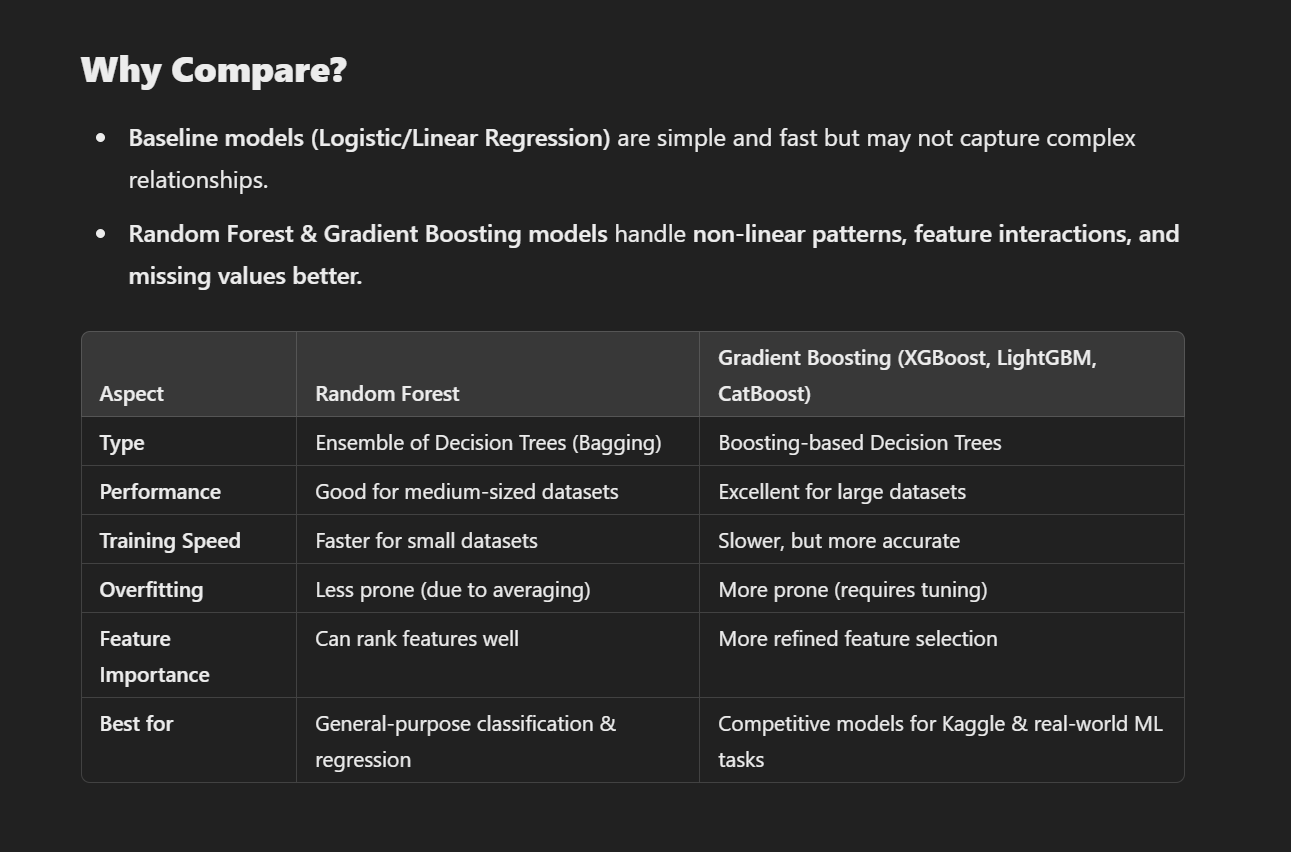 Why Compare?
Baseline models (Logistic/Linear Regression) are simple and fast but may not capture complex
relationships.
Random Forest & Gradient Boosting models handle non-linear patterns, feature interactions, and
missing values better.
Aspect
Random Forest
Gradient Boosting (XGBoost, LightGBM,
CatBoost)
Type
Ensemble of Decision Trees (Bagging)
Boosting-based Decision Trees
Performance
Good for medium-sized datasets
Excellent for large datasets
Training Speed
Faster for small datasets
Slower, but more accurate
Overfitting
Less prone (due to averaging)
More prone (requires tuning)
Feature
Importance
Can rank features well
More refined feature selection
Best for
General-purpose classification &
regression
Competitive models for Kaggle & real-world ML
tasks